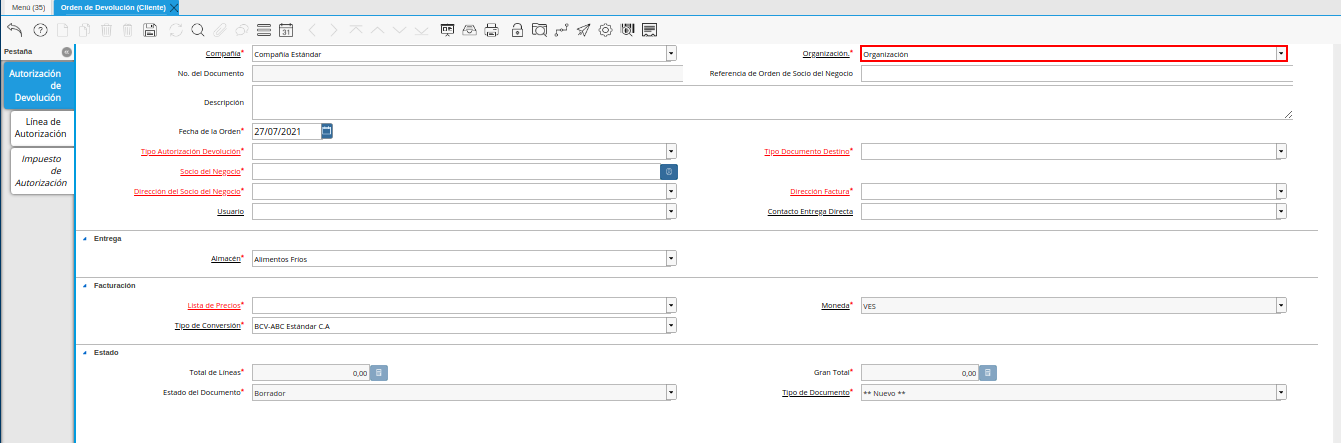 Menú (35) Orden de Devolución (Cliente)
31
Pestaña
Autorización de Devolución
Línea de Autorización
Impuesto de Autorización
Compañía* Compañía Estándar Organización.* Organización
No. del Documento Referencia de Orden de Socio del Negocio
Descripción
Fecha de la Orden* 27/07/2021
Tipo Autorización Devolución* Tipo Documento Destino*
Socio del Negocio*
Dirección del Socio del Negocio* Dirección Factura*
Usuario Contacto Entrega Directa
Entrega
Almacén* Alimentos Fríos
Facturación
Lista de Precios* Moneda* VES
Tipo de Conversión* BCV-ABC Estándar C.A
Estado
Total de Líneas* 0,00 Gran Total* 0,00
Estado del Documento* Borrador Tipo de Documento* ** Nuevo **